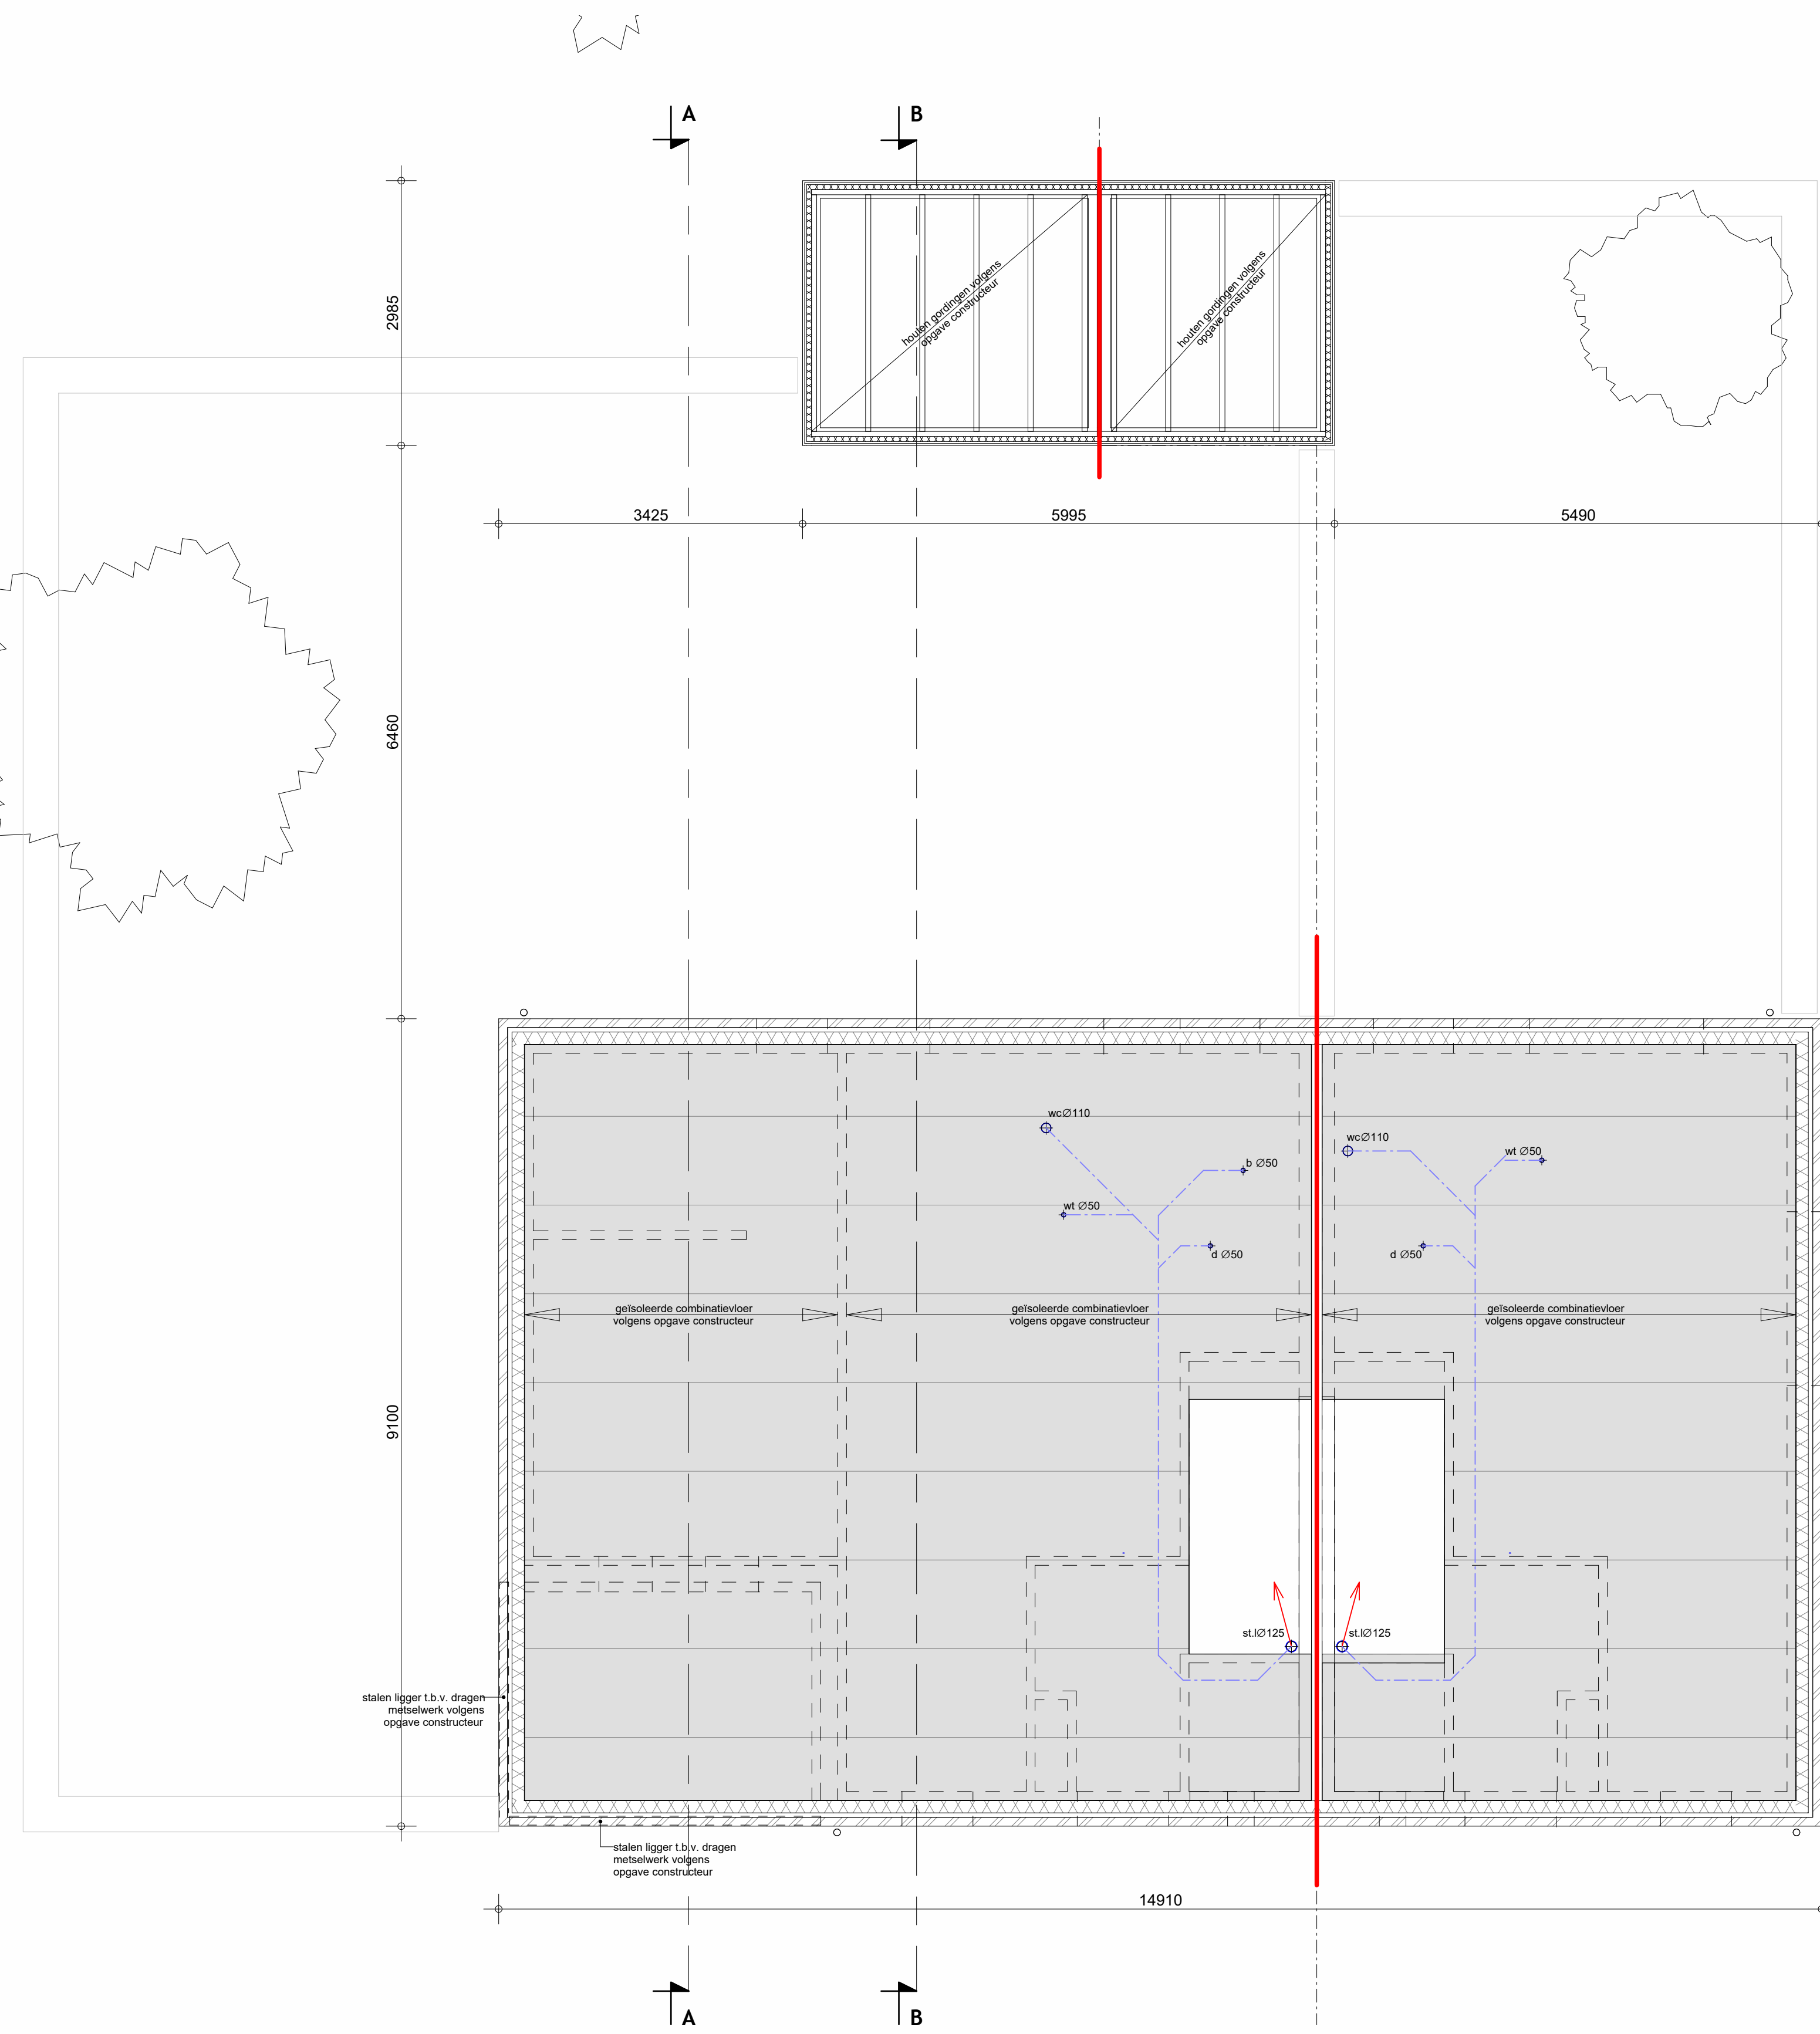 A
B
houten gordingen volgens
opgave constructeur
houten gordingen volgens
opgave constructeur
2985
3425
5995
5490
6460
wc∅110
b ∅50
wt ∅50
d ∅50
wc∅110
wt ∅50
d ∅50
geïsoleerde combinatievloer
volgens opgave constructeur
geïsoleerde combinatievloer
volgens opgave constructeur
geïsoleerde combinatievloer
volgens opgave constructeur
9100
st.l∅125
st.l∅125
stalen ligger t.b.v. dragen
metselwerk volgens
opgave constructeur
stalen ligger t.b.v. dragen
metselwerk volgens
opgave constructeur
14910
A
B